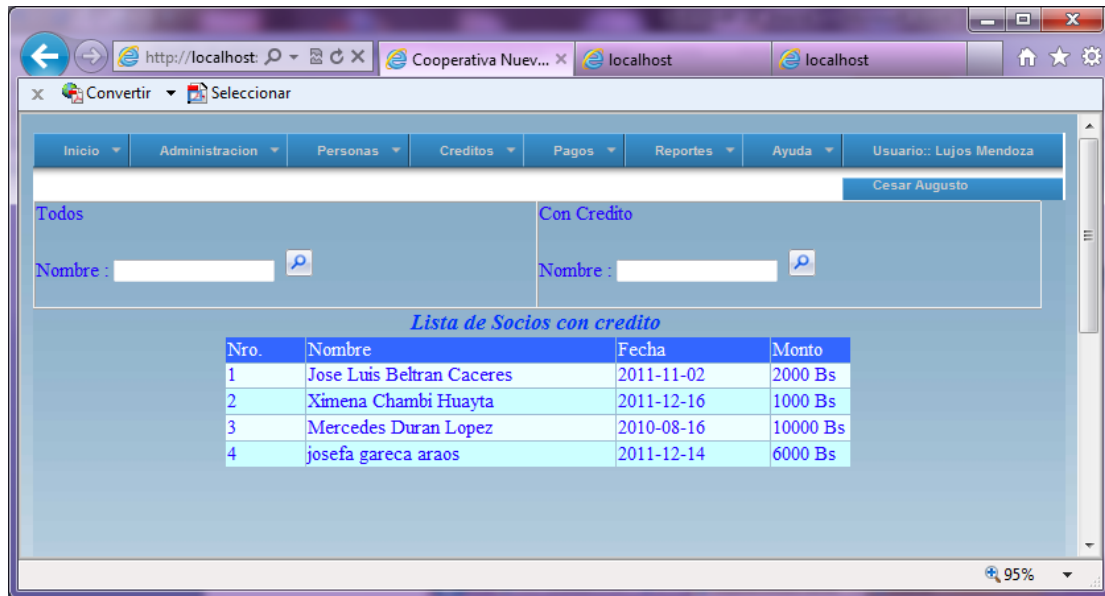 http://localhost:
Cooperativa Nuev...
localhost
localhost
x Convertir Seleccionar
Inicio Administracion Personas Creditos Pagos Reportes Ayuda Usuario:: Lujos Mendoza
Cesar Augusto
Todos
Nombre :
Con Credito
Nombre :
Lista de Socios con credito
Nro. Nombre Fecha Monto
1 Jose Luis Beltran Caceres 2011-11-02 2000 Bs
2 Ximena Chambi Huayta 2011-12-16 1000 Bs
3 Mercedes Duran Lopez 2010-08-16 10000 Bs
4 josefa gareca araos 2011-12-14 6000 Bs
95%